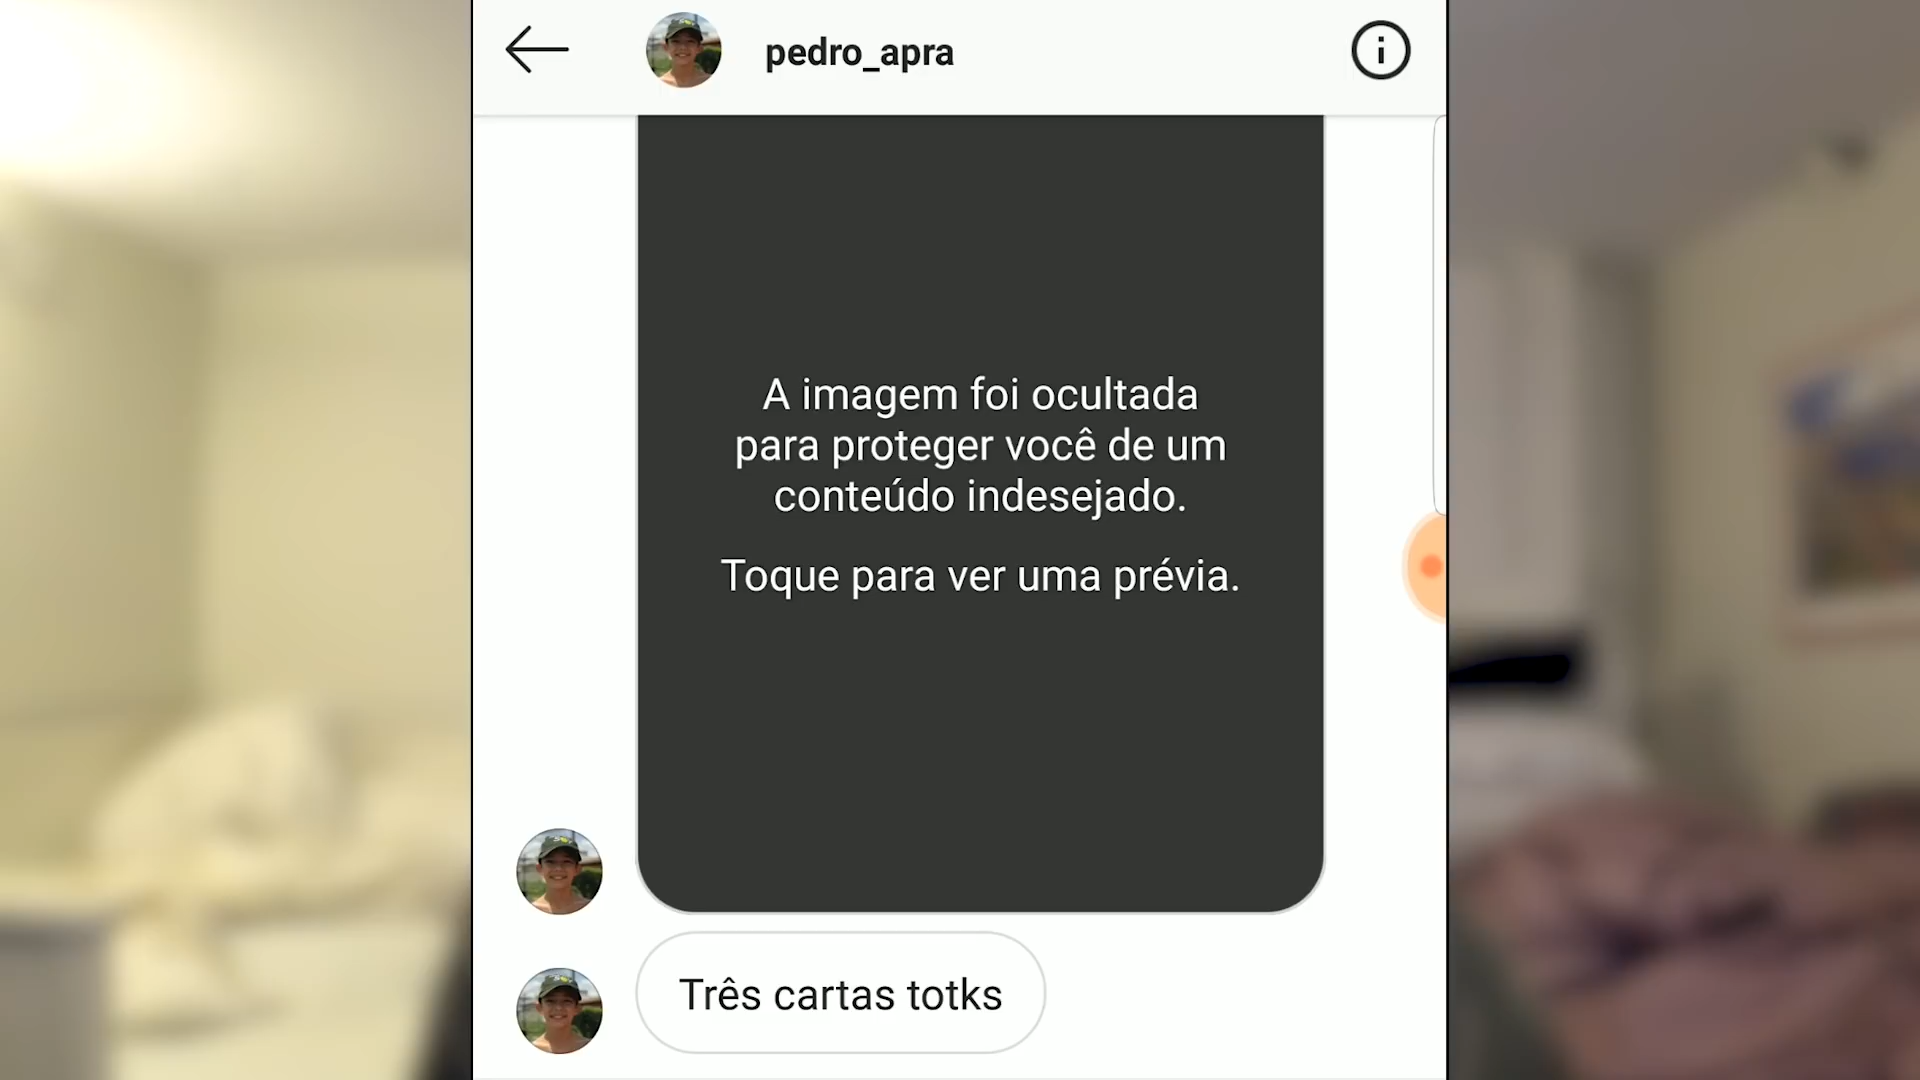 pedro_apra
A imagem foi ocultada
para proteger você de um
conteúdo indesejado.
Toque para ver uma prévia.
Três cartas totks